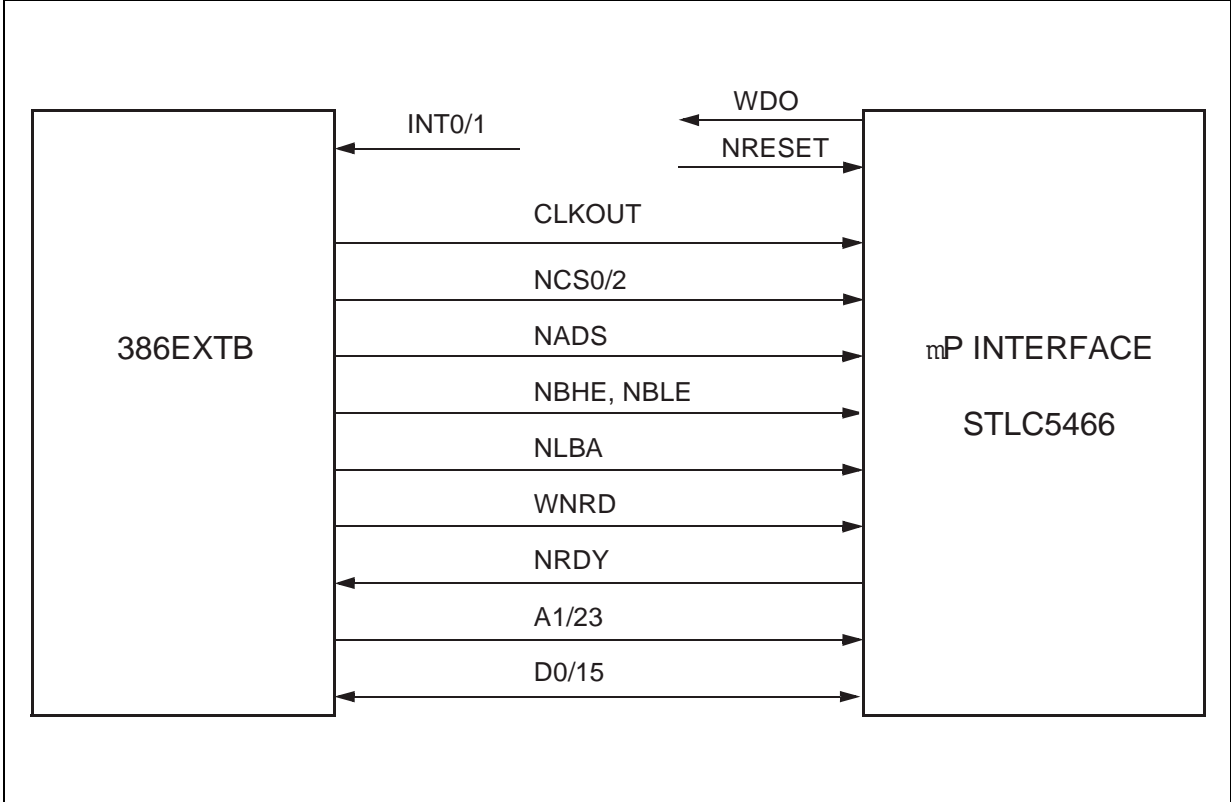 WDO
INT0/1
NRESET
CLKOUT
NCS0/2
NADS
386EXTB
mP INTERFACE
NBHE, NBLE
STLC5466
NLBA
WNRD
NRDY
A1/23
D0/15